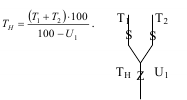 T_H = (T_1 + T_2)·100 / (100 − U_1) .
T_1 T_2
S S
T_H Z U_1